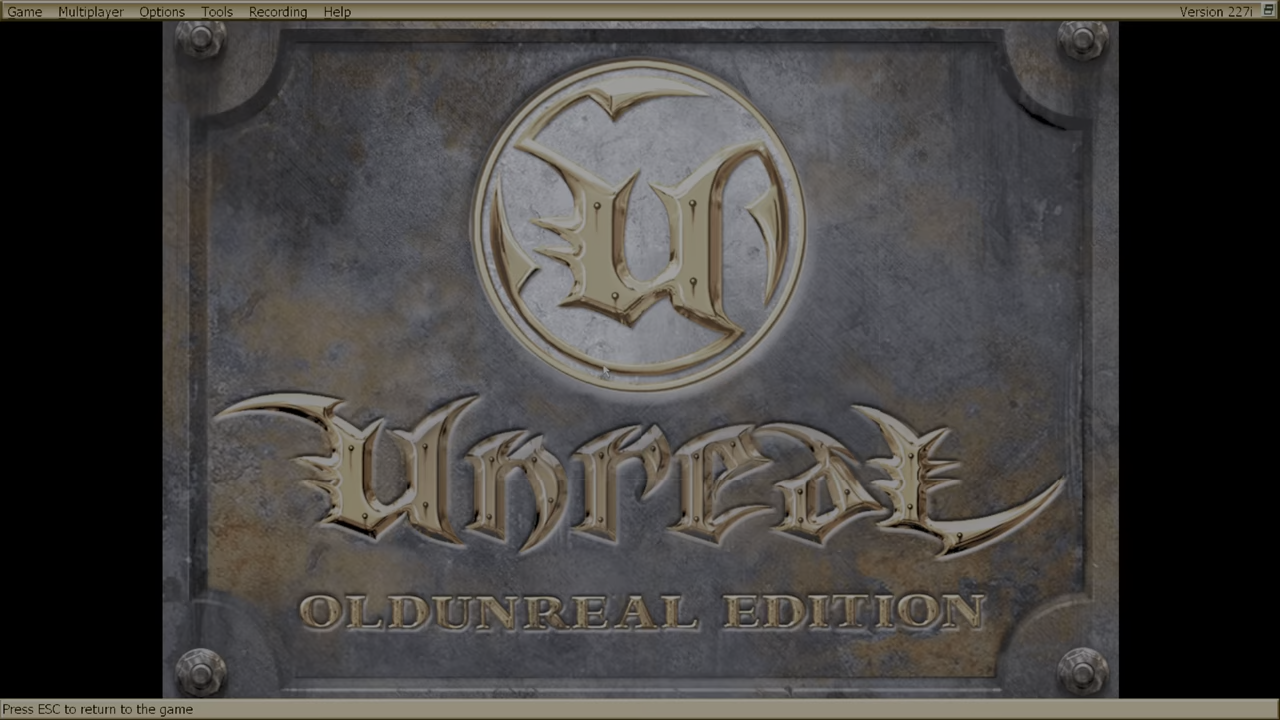 Game Multiplayer Options Tools Recording Help Version 227i
U
Unreal
OLDUNREAL EDITION
Press ESC to return to the game